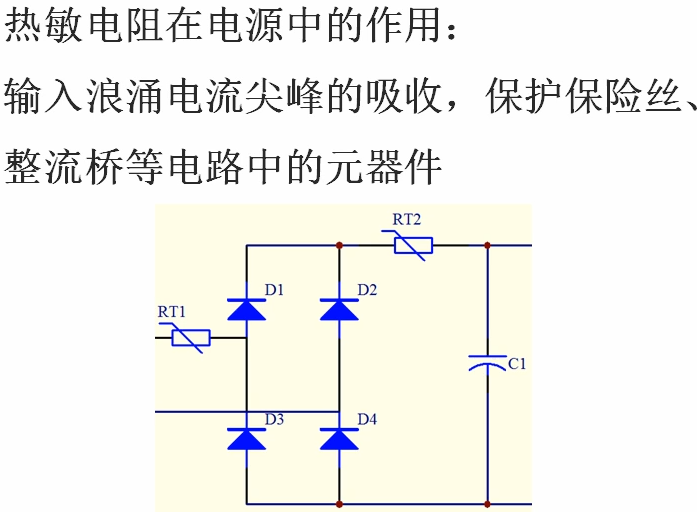 热敏电阻在电源中的作用：
输入浪涌电流尖峰的吸收，保护保险丝、
整流桥等电路中的元器件
RT2
D1
D2
RT1
C1
D3
D4